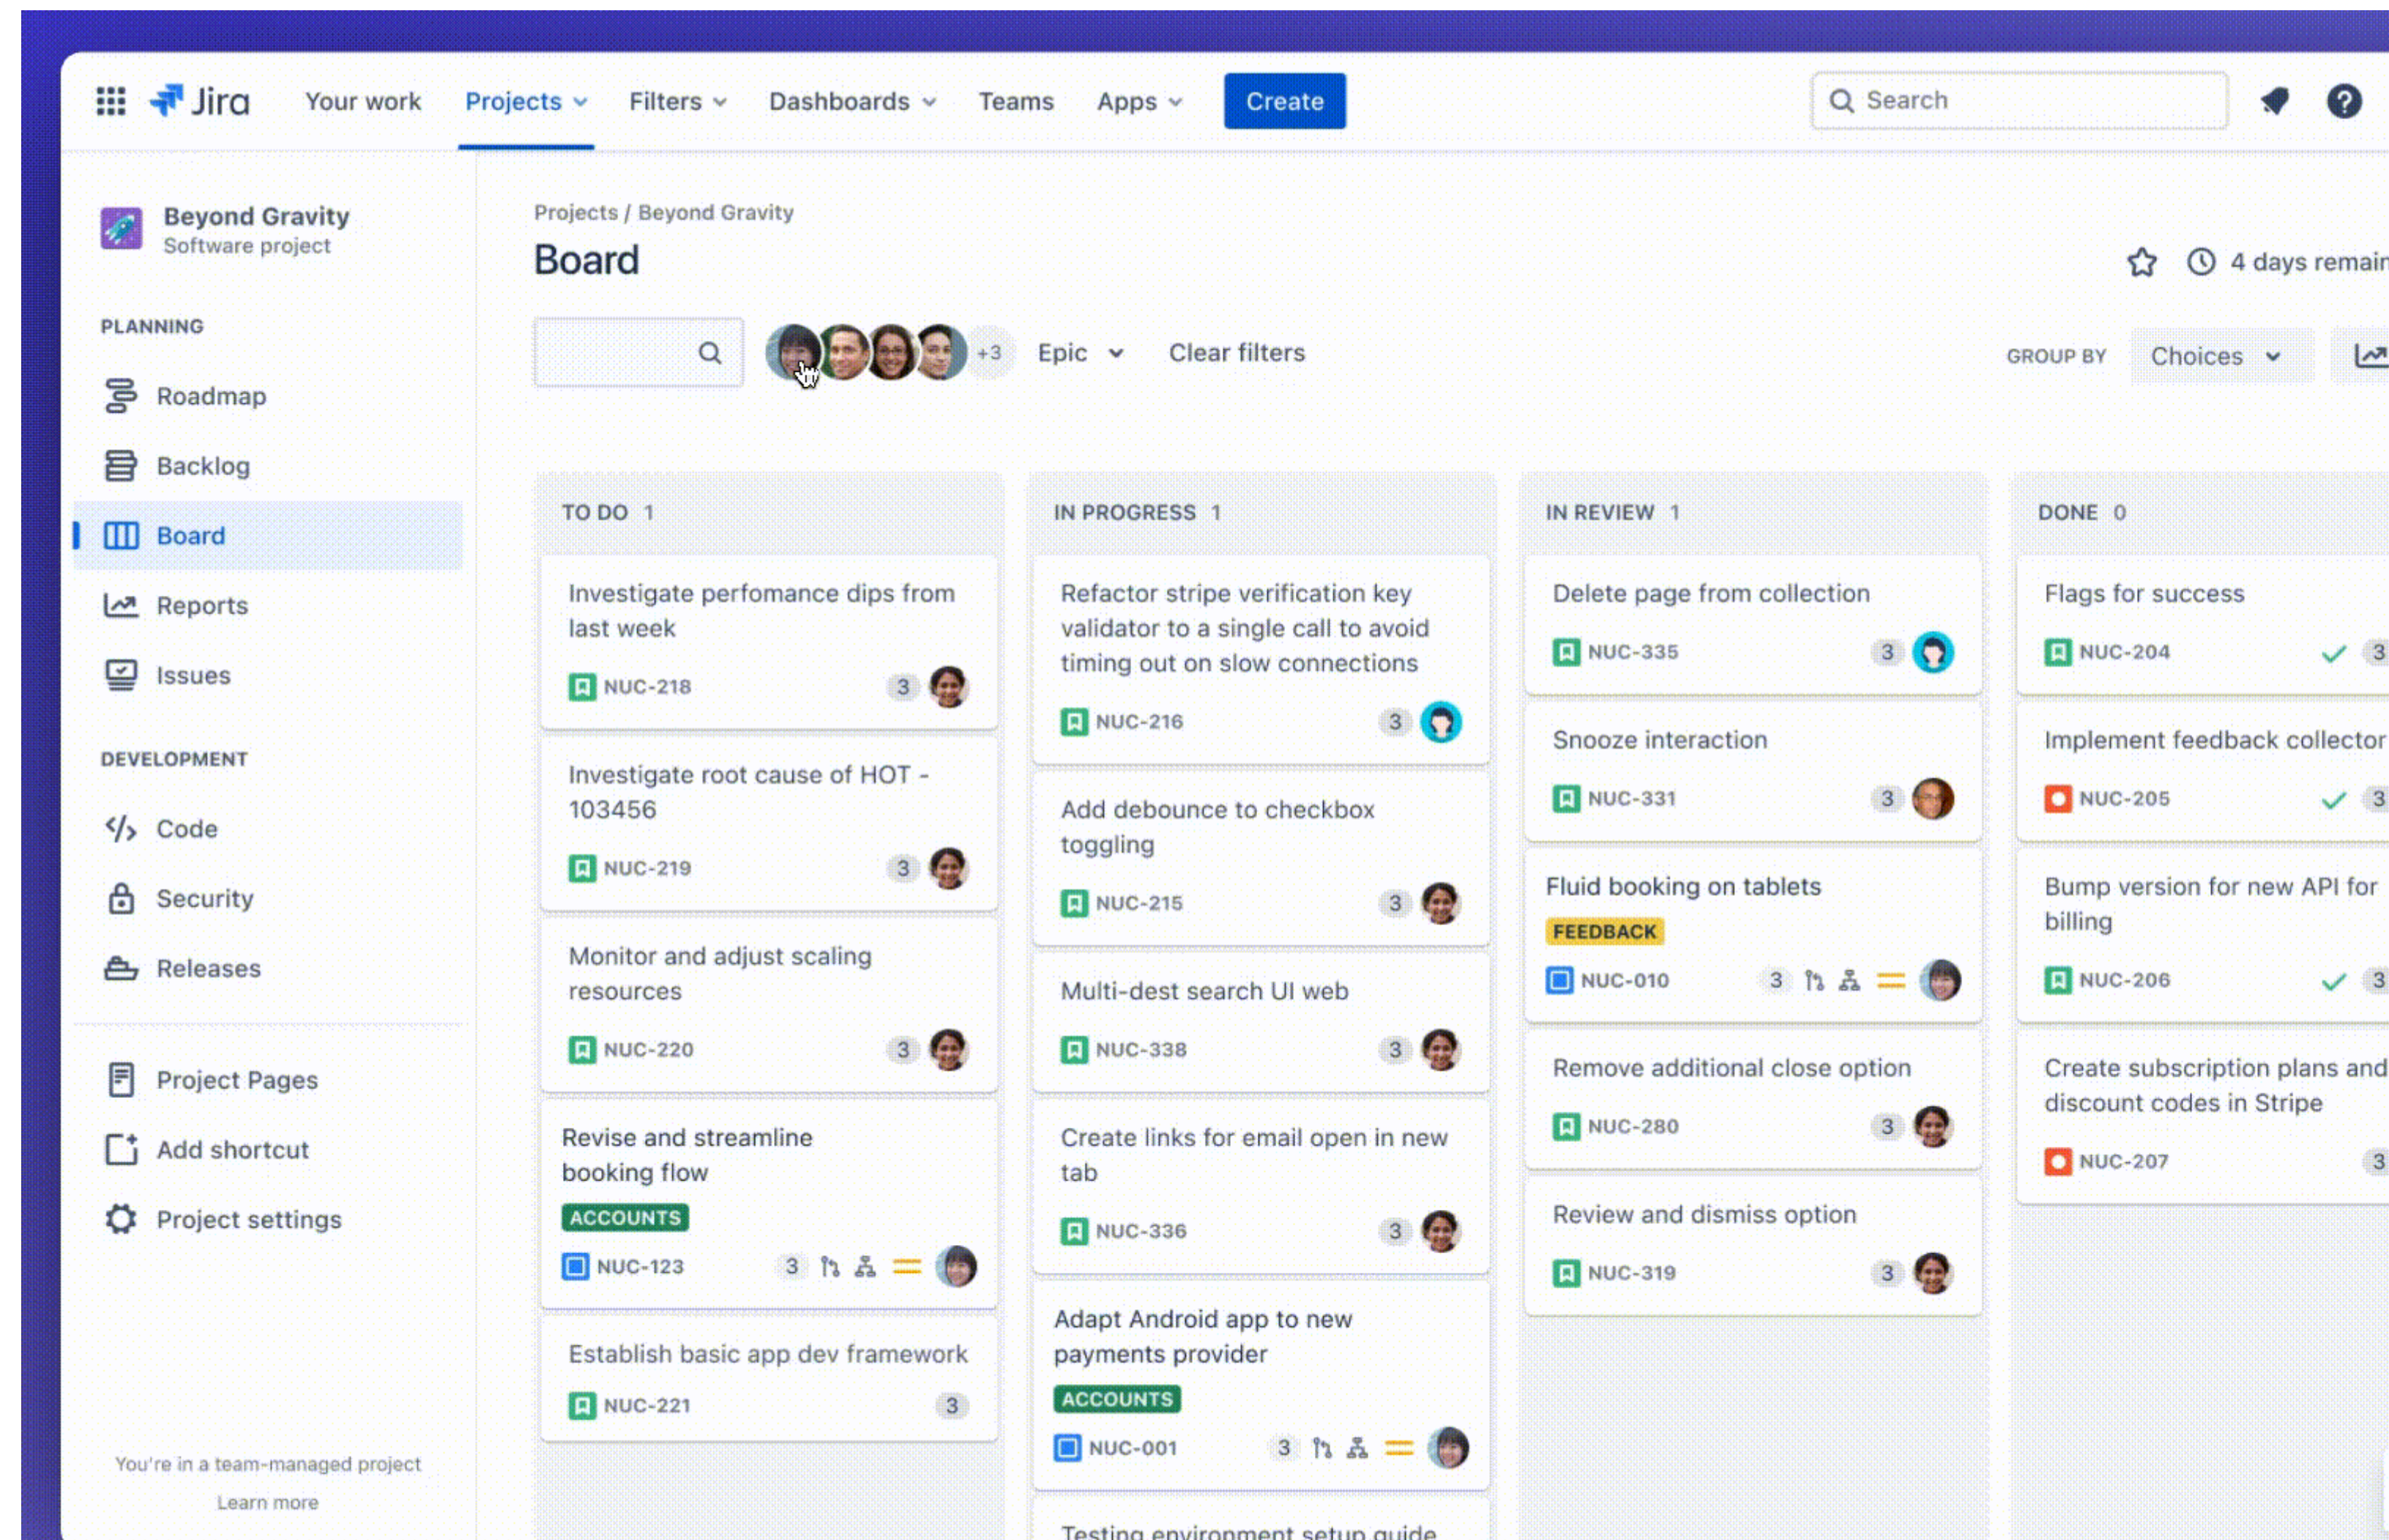 Jira
Your work
Projects
Filters
Dashboards
Teams
Apps
Create
Search
?
Beyond Gravity
Software project
PLANNING
Roadmap
Backlog
Board
Reports
Issues
DEVELOPMENT
Code
Security
Releases
Project Pages
Add shortcut
Project settings
You're in a team-managed project
Learn more
Projects / Beyond Gravity
Board
4 days remain
+3
Epic
Clear filters
GROUP BY
Choices
TO DO 1
Investigate perfomance dips from
last week
NUC-218
3
Investigate root cause of HOT -
103456
NUC-219
3
Monitor and adjust scaling
resources
NUC-220
3
Revise and streamline
booking flow
ACCOUNTS
NUC-123
3
Establish basic app dev framework
NUC-221
3
IN PROGRESS 1
Refactor stripe verification key
validator to a single call to avoid
timing out on slow connections
NUC-216
3
Add debounce to checkbox
toggling
NUC-215
3
Multi-dest search UI web
NUC-338
3
Create links for email open in new
tab
NUC-336
3
Adapt Android app to new
payments provider
ACCOUNTS
NUC-001
3
Testing environment setup guide
IN REVIEW 1
Delete page from collection
NUC-335
3
Snooze interaction
NUC-331
3
Fluid booking on tablets
FEEDBACK
NUC-010
3
Remove additional close option
NUC-280
3
Review and dismiss option
NUC-319
3
DONE 0
Flags for success
NUC-204
3
Implement feedback collector
NUC-205
3
Bump version for new API for
billing
NUC-206
3
Create subscription plans and
discount codes in Stripe
NUC-207
3